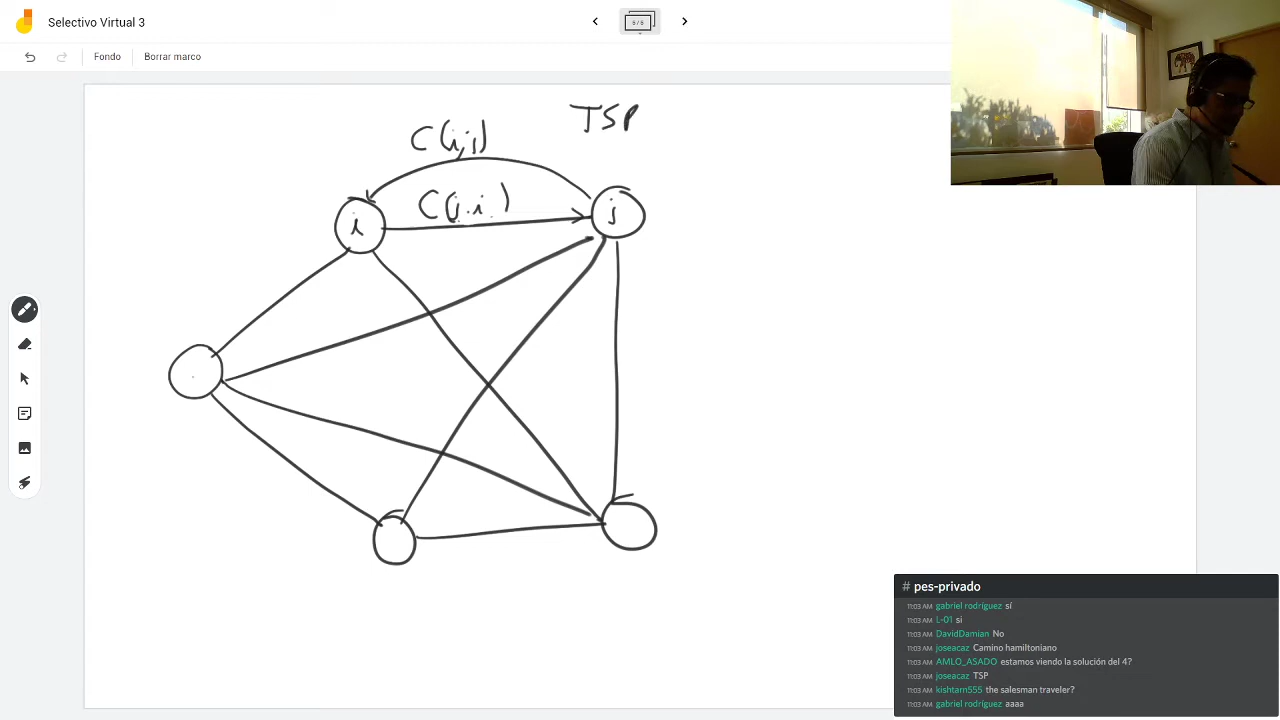 Selectivo Virtual 3
5 / 5
Fondo
Borrar marco
TSP
C(i,j)
C(j.i.)
i
j
# pes-privado
11:03 AM gabriel rodríguez sí
11:03 AM L-01 si
11:03 AM DavidDamian No
11:03 AM joseacaz Camino hamiltoniano
11:03 AM AMLO_ASADO estamos viendo la solución del 4?
11:03 AM joseacaz TSP
11:03 AM kishtarn555 the salesman traveler?
11:03 AM gabriel rodríguez aaaa